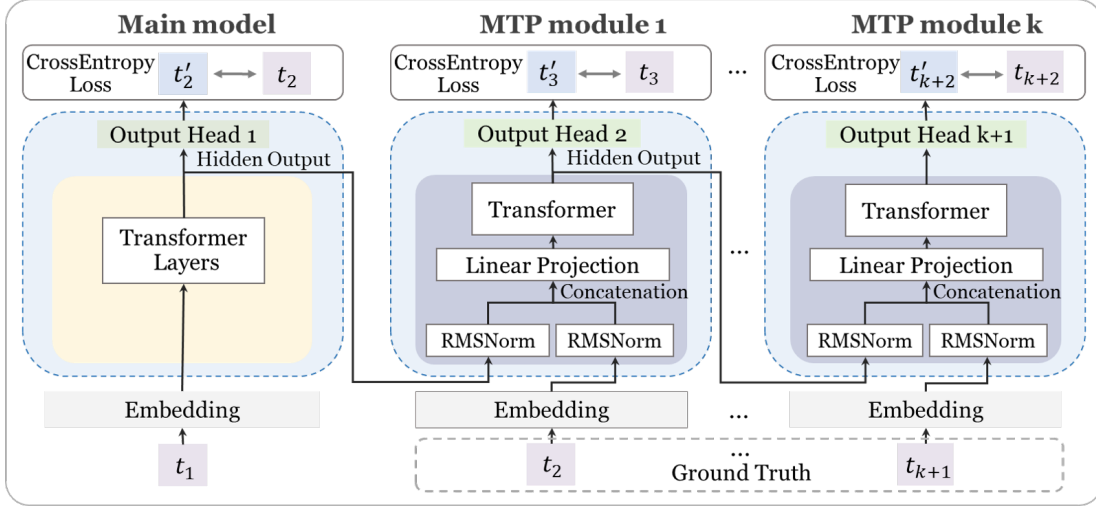 Main model
MTP module 1
MTP module k
CrossEntropy
Loss
t′₂
t₂
CrossEntropy
Loss
t′₃
t₃
...
CrossEntropy
Loss
t′ₖ₊₂
tₖ₊₂
Output Head 1
Output Head 2
Output Head k+1
Hidden Output
Hidden Output
Transformer
Layers
Transformer
Linear Projection
Concatenation
RMSNorm
RMSNorm
...
Transformer
Linear Projection
Concatenation
RMSNorm
RMSNorm
Embedding
Embedding
...
Embedding
t₁
t₂
...
Ground Truth
tₖ₊₁